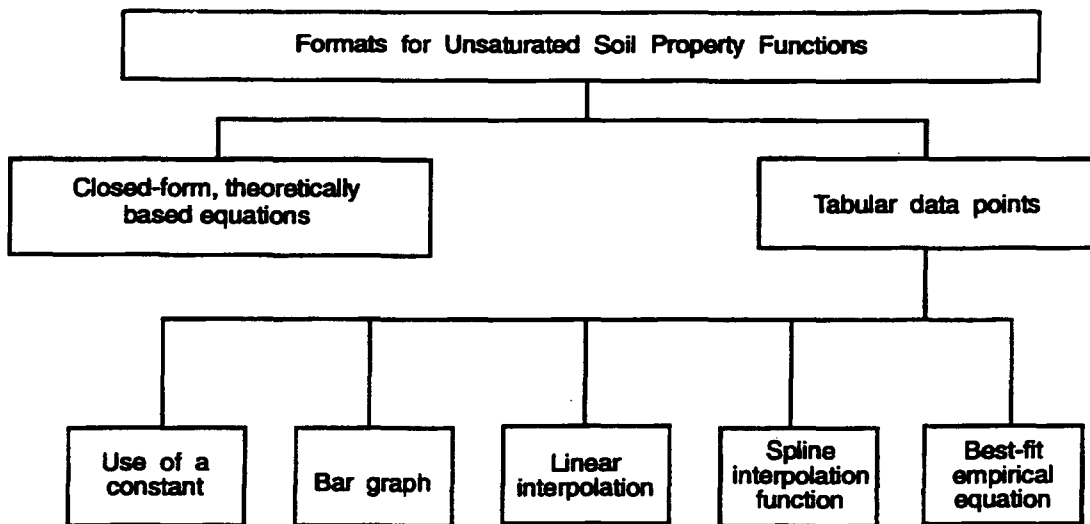 Formats for Unsaturated Soil Property Functions
Closed-form, theoretically
based equations
Tabular data points
Use of a
constant
Bar graph
Linear
interpolation
Spline
interpolation
function
Best-fit
empirical
equation